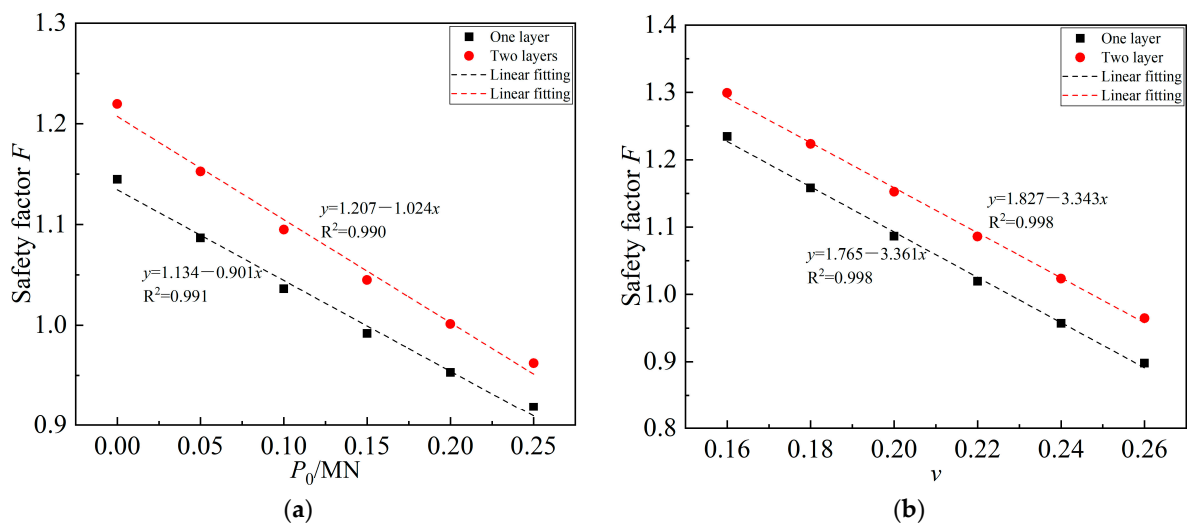 1.3
1.2
1.1
1.0
0.9
Safety factor F
One layer
Two layers
Linear fitting
Linear fitting
y=1.207−1.024x
R²=0.990
y=1.134−0.901x
R²=0.991
0.00 0.05 0.10 0.15 0.20 0.25
P₀/MN
(a)
1.4
1.3
1.2
1.1
1.0
0.9
0.8
Safety factor F
One layer
Two layer
Linear fitting
Linear fitting
y=1.827−3.343x
R²=0.998
y=1.765−3.361x
R²=0.998
0.16 0.18 0.20 0.22 0.24 0.26
v
(b)